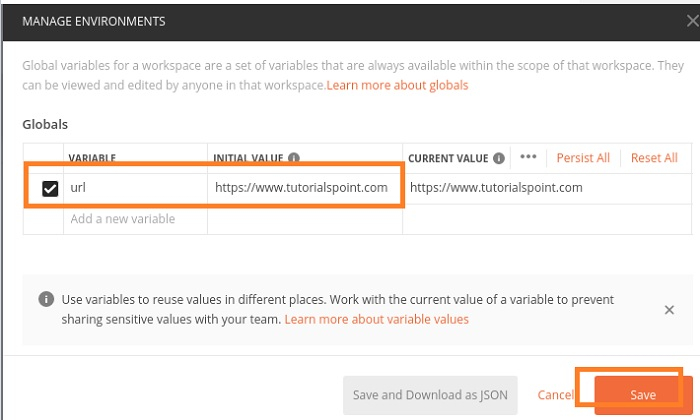 MANAGE ENVIRONMENTS
Global variables for a workspace are a set of variables that are always available within the scope of that workspace. They
can be viewed and edited by anyone in that workspace.Learn more about globals
Globals
VARIABLE INITIAL VALUE CURRENT VALUE ••• Persist All Reset All
url https://www.tutorialspoint.com https://www.tutorialspoint.com
Add a new variable
Use variables to reuse values in different places. Work with the current value of a variable to prevent
sharing sensitive values with your team. Learn more about variable values
Save and Download as JSON Cancel Save